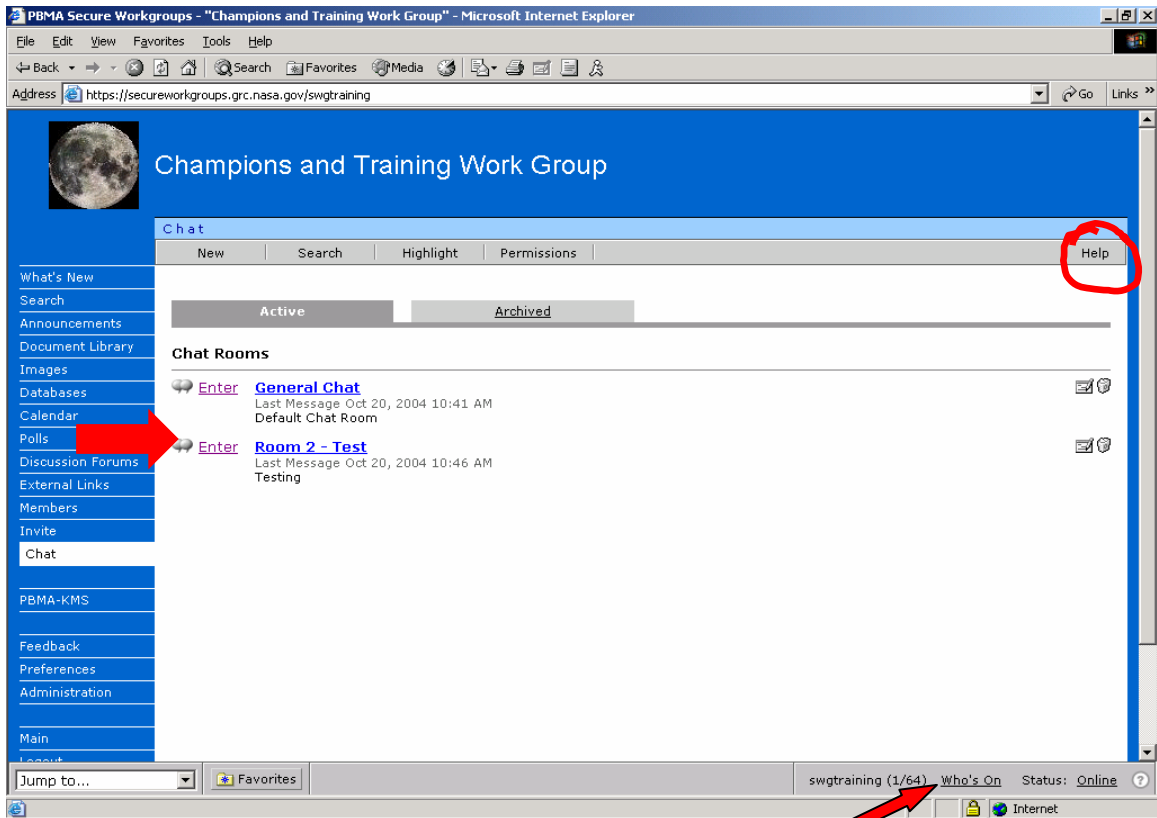 PBMA Secure Workgroups - "Champions and Training Work Group" - Microsoft Internet Explorer
File Edit View Favorites Tools Help
Back Search Favorites Media
Address https://secureworkgroups.grc.nasa.gov/swgtraining Go Links »
Champions and Training Work Group
Chat
New Search Highlight Permissions Help
What's New
Search
Announcements
Document Library
Images
Databases
Calendar
Polls
Discussion Forums
External Links
Members
Invite
Chat
PBMA-KMS
Feedback
Preferences
Administration
Main
Logout
Active Archived
Chat Rooms
Enter General Chat
Last Message Oct 20, 2004 10:41 AM
Default Chat Room
Enter Room 2 - Test
Last Message Oct 20, 2004 10:46 AM
Testing
Jump to... Favorites swgtraining (1/64) Who's On Status: Online ?
Internet